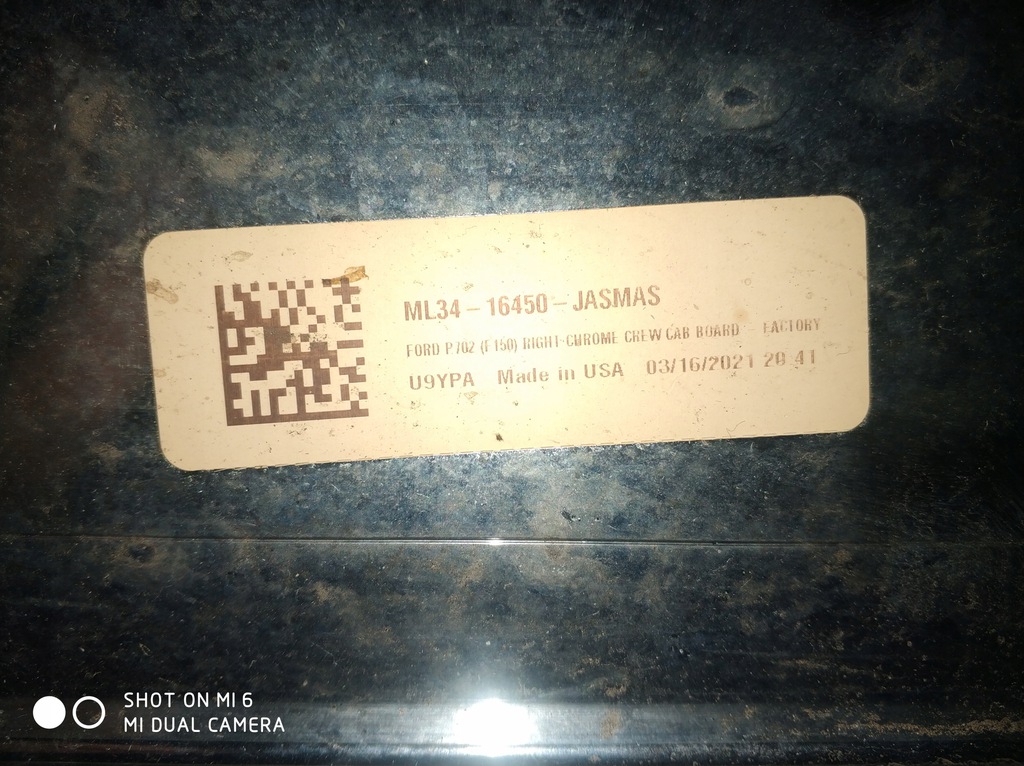 ML34-16450-JASMAS
FORD P702 (F150) RIGHT CHROME CREW CAB BOARD - FACTORY
U9YPA Made in USA 03/16/2021 20 41
SHOT ON MI 6
MI DUAL CAMERA